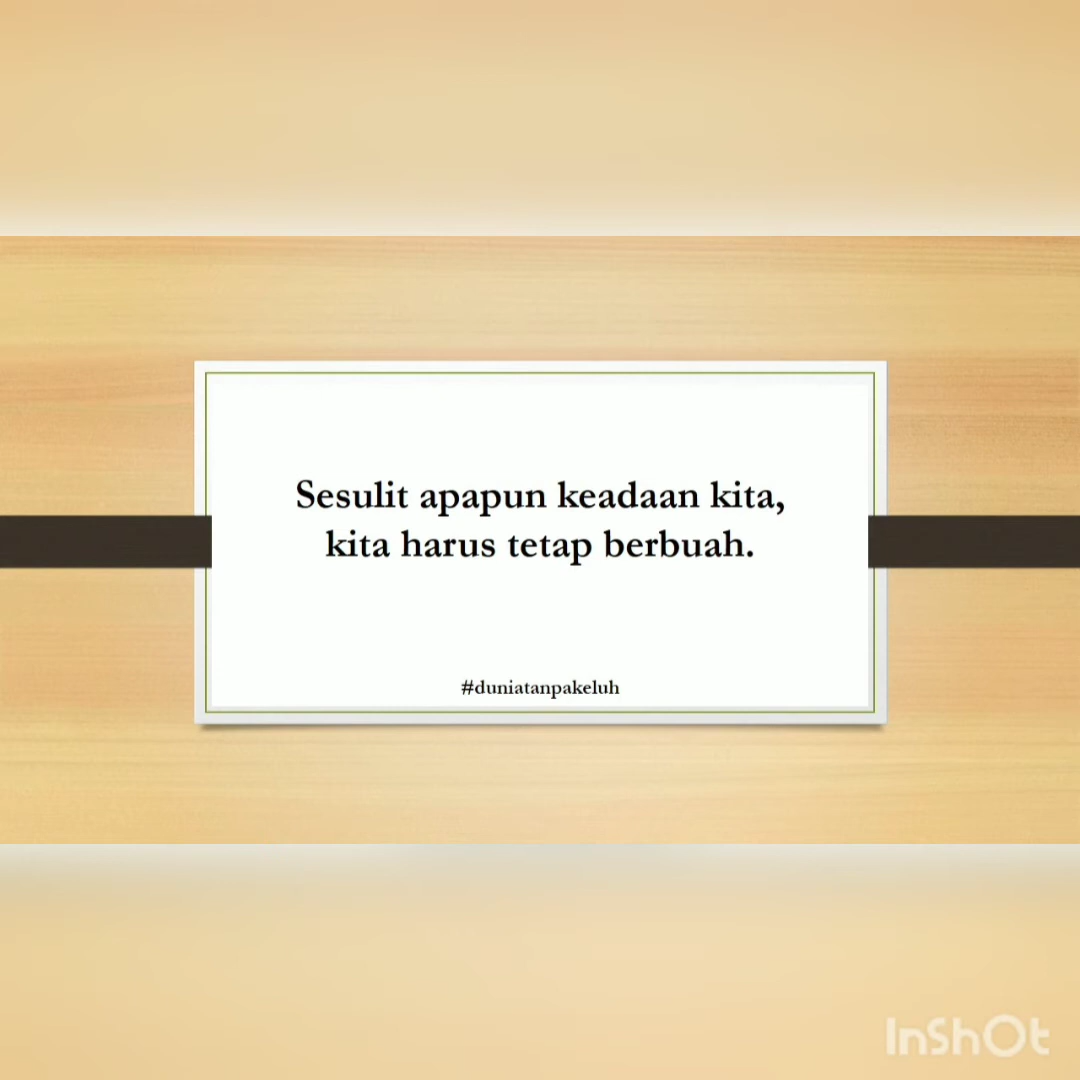 Sesulit apapun keadaan kita,
kita harus tetap berbuah.
#duniatanpakeluh
InShOt